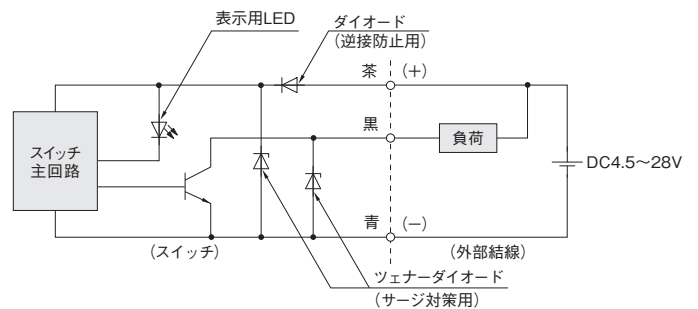 表示用LED
ダイオード
(逆接防止用)
茶 (+)
黒
スイッチ
主回路
負荷
DC4.5〜28V
青 (−)
(スイッチ)
(外部結線)
ツェナーダイオード
(サージ対策用)